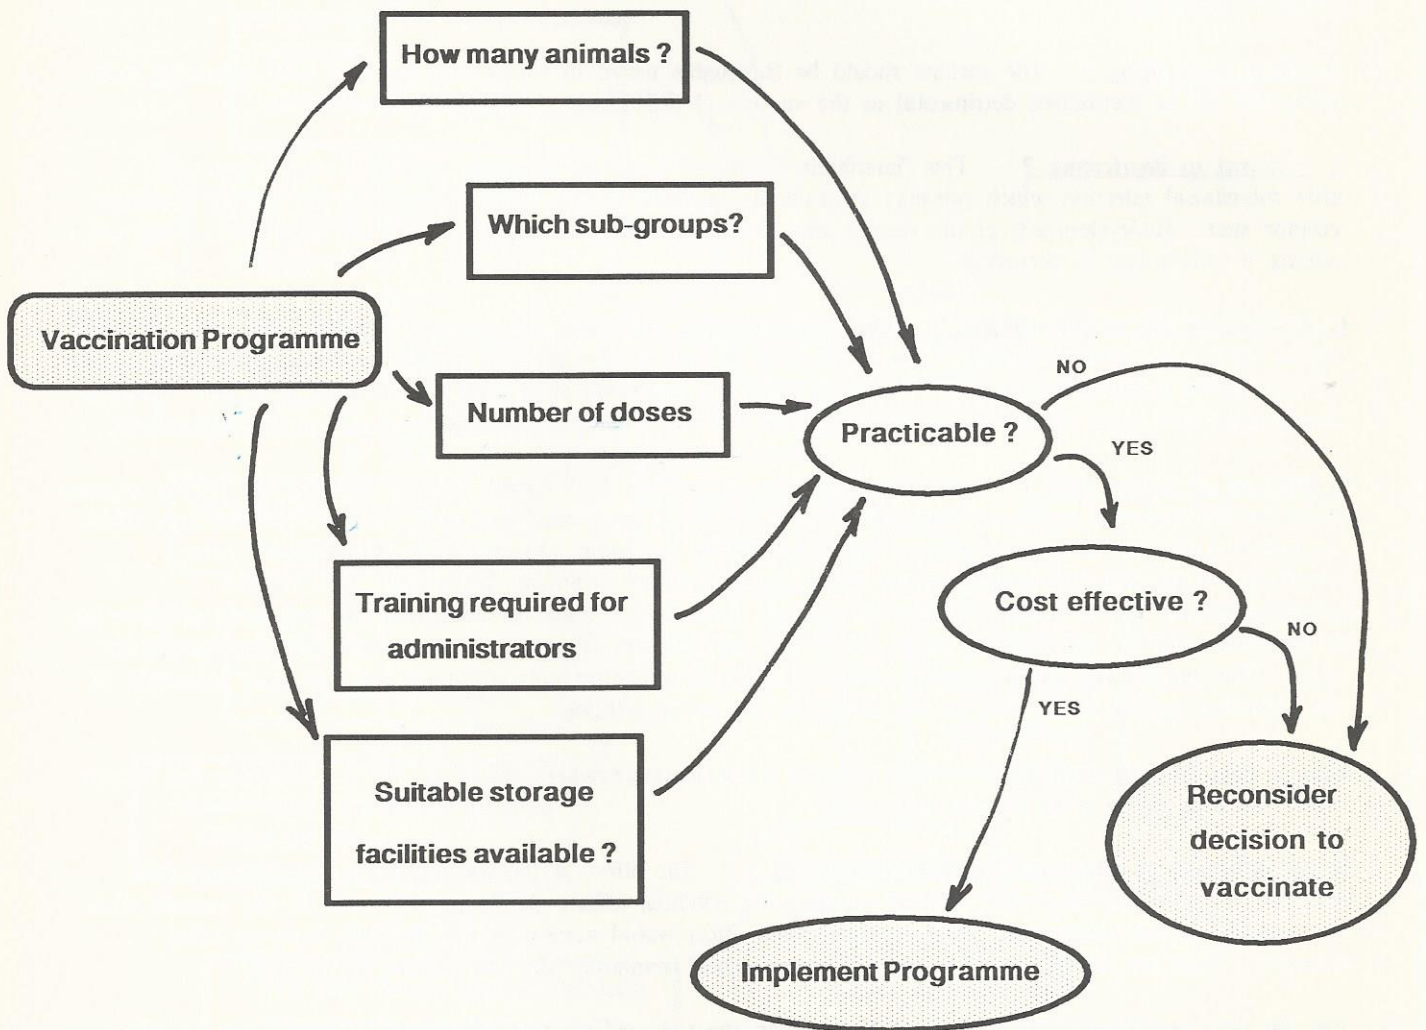 How many animals ?
Which sub-groups?
Vaccination Programme
Number of doses
Practicable ?
NO
YES
Training required for
administrators
Cost effective ?
NO
YES
Suitable storage
facilities available ?
Reconsider
decision to
vaccinate
Implement Programme